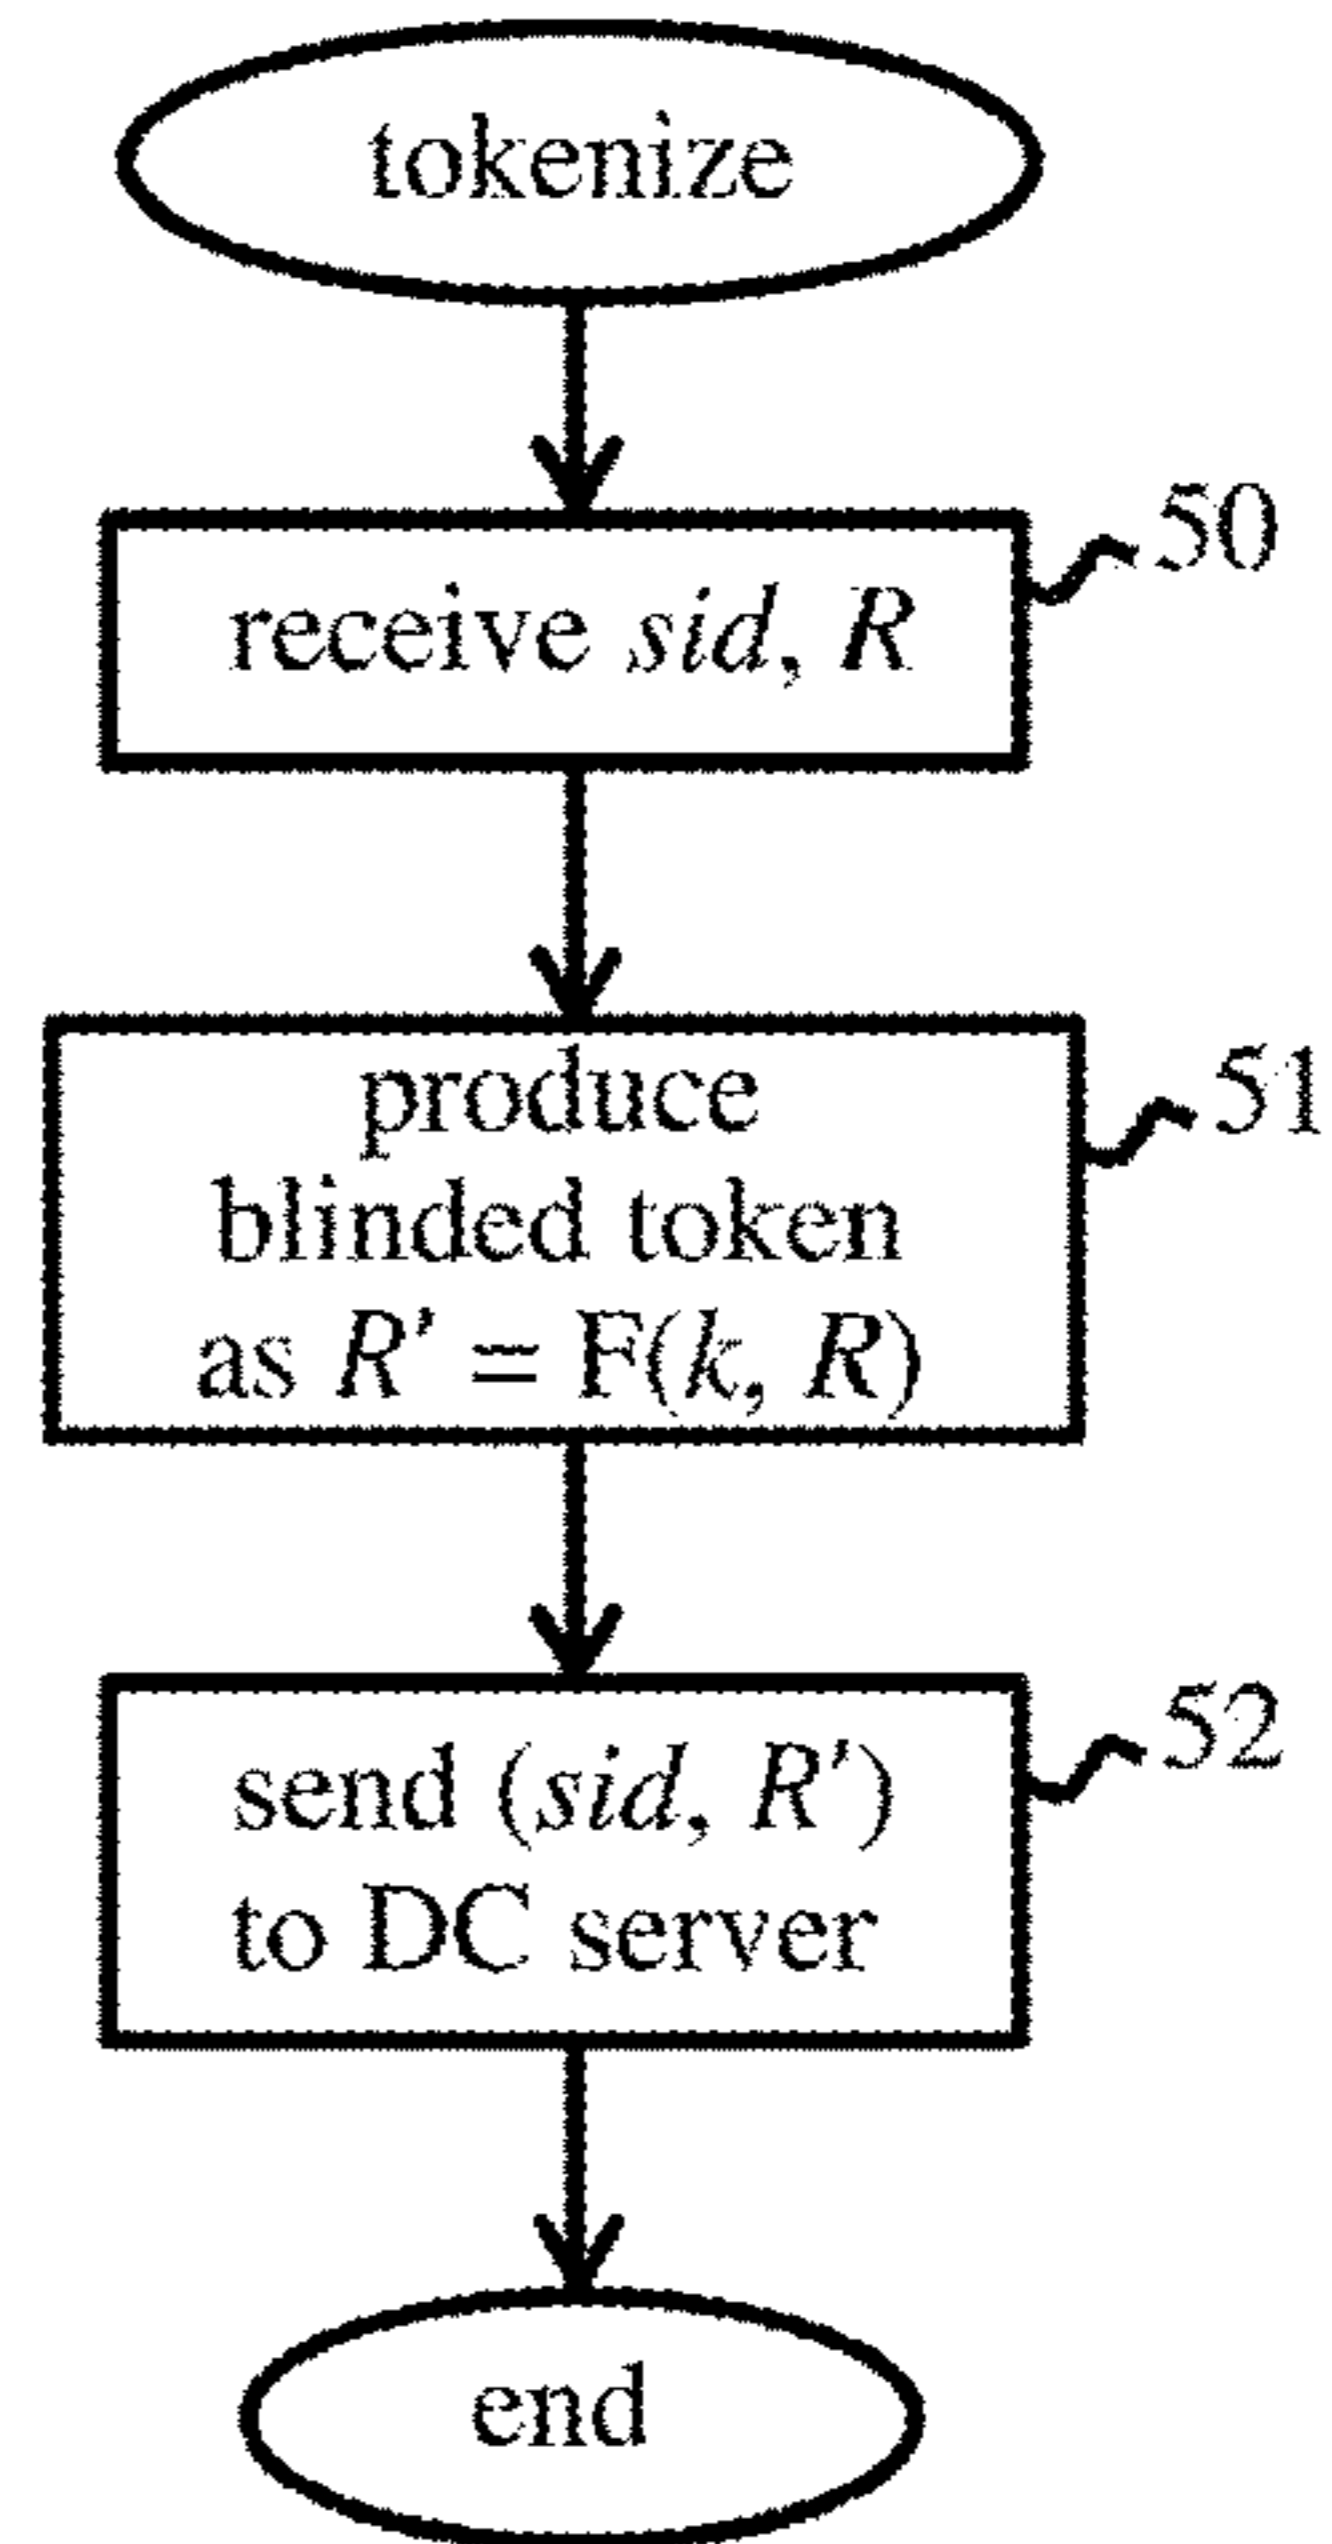 tokenize
receive sid, R
50
produce
blinded token
as R' = F(k, R)
51
send (sid, R')
to DC server
52
end